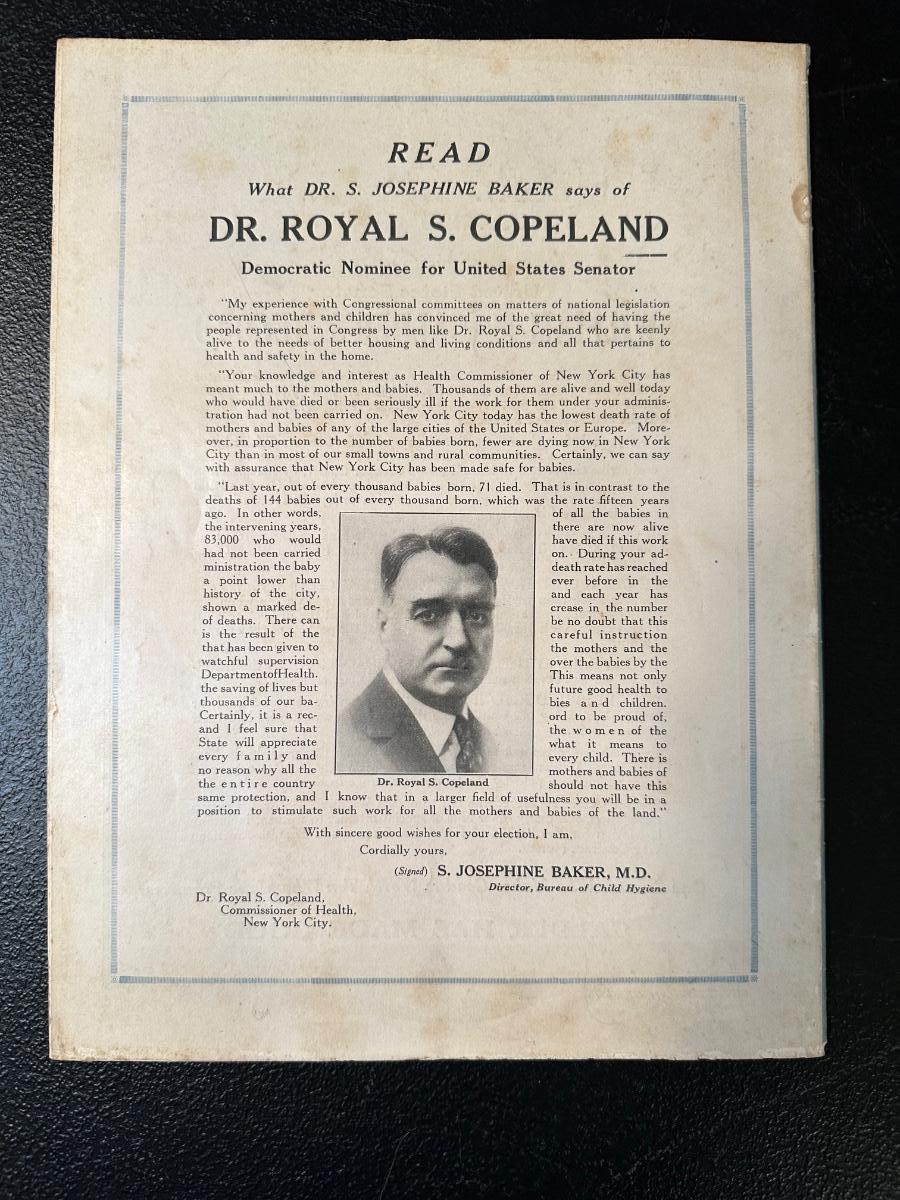 READ
What DR. S. JOSEPHINE BAKER says of
DR. ROYAL S. COPELAND
Democratic Nominee for United States Senator
"My experience with Congressional committees on matters of national legislation
concerning mothers and children has convinced me of the great need of having the
people represented in Congress by men like Dr. Royal S. Copeland who are keenly
alive to the needs of better housing and living conditions and all that pertains to
health and safety in the home.
"Your knowledge and interest as Health Commissioner of New York City has
meant much to the mothers and babies. Thousands of them are alive and well today
who would have died or been seriously ill if the work for them under your adminis-
tration had not been carried on. New York City today has the lowest death rate of
mothers and babies of any of the large cities of the United States or Europe. More-
over, in proportion to the number of babies born, fewer are dying now in New York
City than in most of our small towns and rural communities. Certainly, we can say
with assurance that New York City has been made safe for babies.
"Last year, out of every thousand babies born, 71 died. That is in contrast to the
deaths of 144 babies out of every thousand born, which was the rate fifteen years
ago. In other words, of all the babies in
the intervening years, there are now alive
83,000 who would have died if this work
had not been carried on. During your ad-
ministration the baby death rate has reached
a point lower than ever before in the
history of the city, and each year has
shown a marked de- crease in the number
of deaths. There can be no doubt that this
is the result of the careful instruction
that has been given to the mothers and the
watchful supervision over the babies by the
DepartmentofHealth. This means not only
the saving of lives but future good health to
thousands of our ba- bies and children.
Certainly, it is a rec- ord to be proud of,
and I feel sure that the women of the
State will appreciate what it means to
every family and every child. There is
no reason why all the mothers and babies of
the entire country should not have this
same protection, and I know that in a larger field of usefulness you will be in a
position to stimulate such work for all the mothers and babies of the land."
Dr. Royal S. Copeland
With sincere good wishes for your election, I am,
Cordially yours,
(Signed) S. JOSEPHINE BAKER, M.D.
Director, Bureau of Child Hygiene
Dr. Royal S. Copeland,
Commissioner of Health,
New York City.